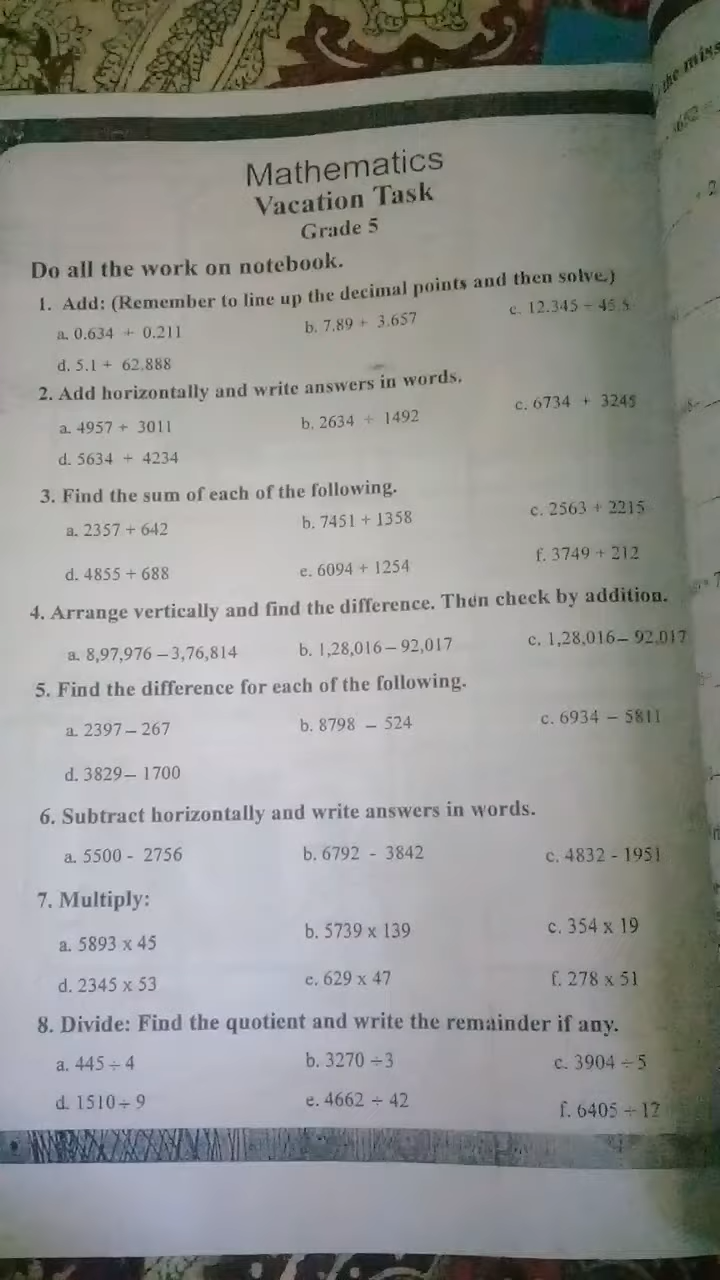 Mathematics
Vacation Task
Grade 5
Do all the work on notebook.
1. Add: (Remember to line up the decimal points and then solve.)
a. 0.634 + 0.211 b. 7.89 + 3.657 c. 12.345 + 45.8
d. 5.1 + 62.888
2. Add horizontally and write answers in words.
a. 4957 + 3011 b. 2634 + 1492 c. 6734 + 3245
d. 5634 + 4234
3. Find the sum of each of the following.
a. 2357 + 642 b. 7451 + 1358 c. 2563 + 2215
d. 4855 + 688 e. 6094 + 1254 f. 3749 + 212
4. Arrange vertically and find the difference. Then check by addition.
a. 8,97,976 – 3,76,814 b. 1,28,016 – 92,017 c. 1,28,016 – 92,017
5. Find the difference for each of the following.
a. 2397 – 267 b. 8798 – 524 c. 6934 – 5811
d. 3829 – 1700
6. Subtract horizontally and write answers in words.
a. 5500 - 2756 b. 6792 - 3842 c. 4832 - 1951
7. Multiply:
a. 5893 x 45 b. 5739 x 139 c. 354 x 19
d. 2345 x 53 e. 629 x 47 f. 278 x 51
8. Divide: Find the quotient and write the remainder if any.
a. 445 ÷ 4 b. 3270 ÷ 3 c. 3904 ÷ 5
d. 1510 ÷ 9 e. 4662 ÷ 42 f. 6405 ÷ 12